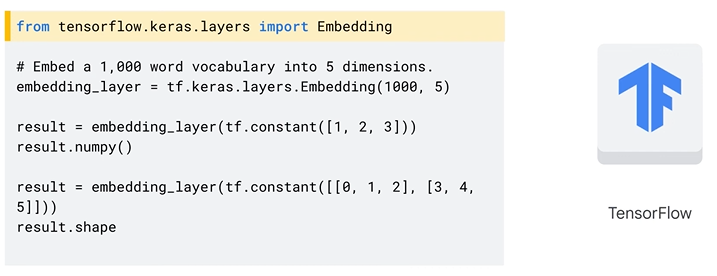 from tensorflow.keras.layers import Embedding
# Embed a 1,000 word vocabulary into 5 dimensions.
embedding_layer = tf.keras.layers.Embedding(1000, 5)
result = embedding_layer(tf.constant([1, 2, 3]))
result.numpy()
result = embedding_layer(tf.constant([[0, 1, 2], [3, 4,
5]]))
result.shape
TensorFlow